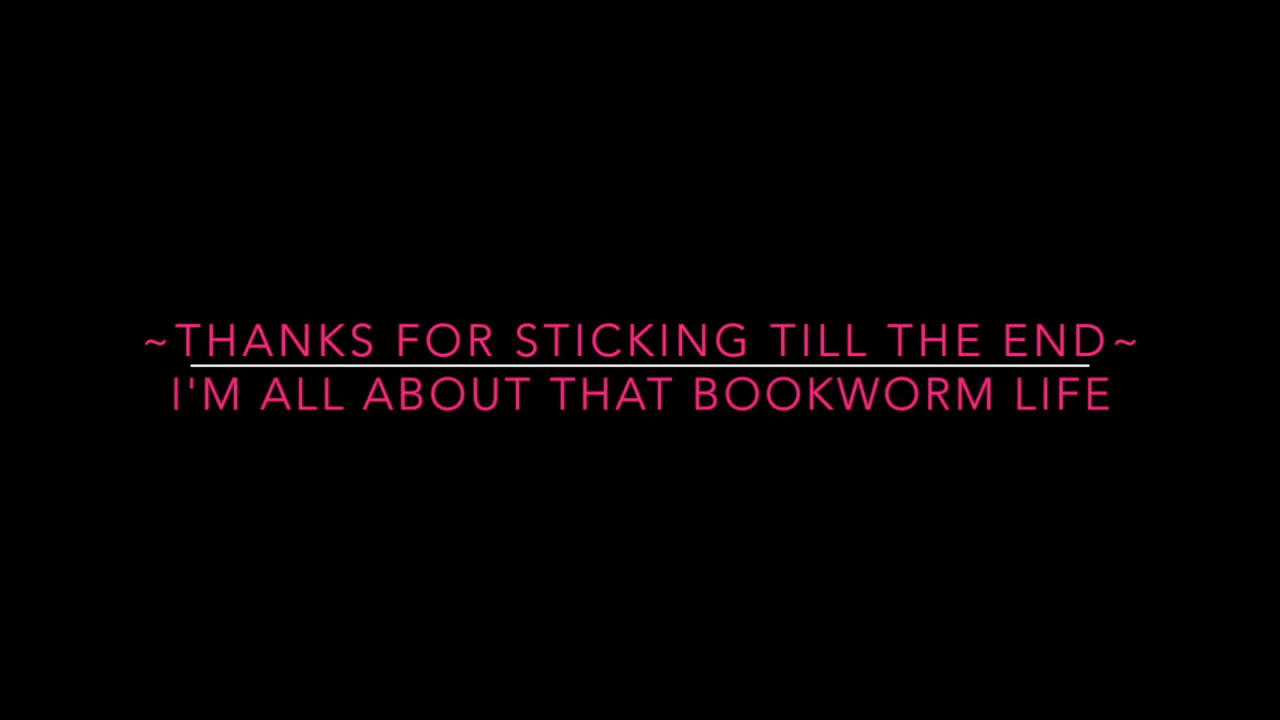 ~THANKS FOR STICKING TILL THE END~
I'M ALL ABOUT THAT BOOKWORM LIFE